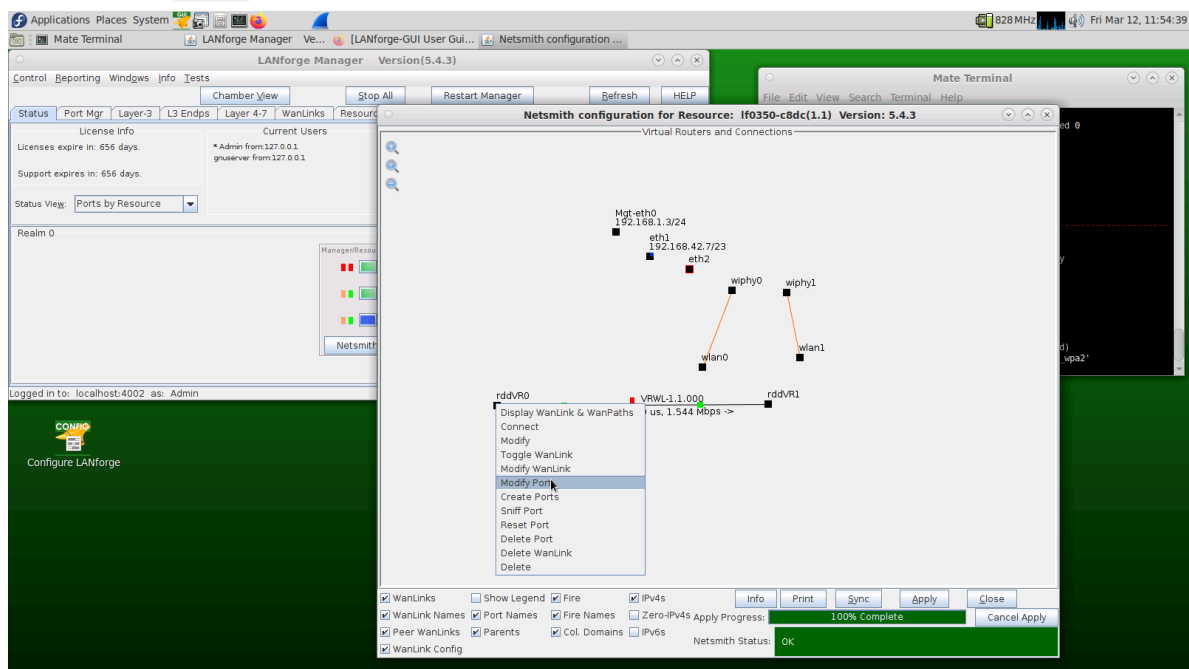 Applications Places System
828 MHz
Fri Mar 12, 11:54:39
Mate Terminal
LANforge Manager Ve...
[LANforge-GUI User Gui...
Netsmith configuration ...
LANforge Manager Version(5.4.3)
Control Reporting Windows Info Tests
Chamber View
Stop All
Restart Manager
Refresh
HELP
Status
Port Mgr
Layer-3
L3 Endps
Layer 4-7
WanLinks
License Info
Current Users
Licenses expire in: 656 days.
* Admin from:127.0.0.1
gnuserver from:127.0.0.1
Support expires in: 656 days.
Status View:
Ports by Resource
Realm 0
Netsmith
Logged in to: localhost:4002 as: Admin
CONFIG
Configure LANforge
Mate Terminal
File Edit View Search Terminal Help
ed 0
y
d)
_wpa2'
Netsmith configuration for Resource: lf0350-c8dc(1.1) Version: 5.4.3
Virtual Routers and Connections
Mgt-eth0
192.168.1.3/24
eth1
192.168.42.7/23
eth2
wiphy0
wiphy1
wlan0
wlan1
rddVR0
VRWL-1.1.000
rddVR1
us, 1.544 Mbps ->
Display WanLink & WanPaths
Connect
Modify
Toggle WanLink
Modify WanLink
Modify Port
Create Ports
Sniff Port
Reset Port
Delete Port
Delete WanLink
Delete
WanLinks
Show Legend
Fire
IPv4s
Info
Print
Sync
Apply
Close
WanLink Names
Port Names
Fire Names
Zero-IPv4s
Apply Progress:
100% Complete
Cancel Apply
Peer WanLinks
Parents
Col. Domains
IPv6s
Netsmith Status:
OK
WanLink Config